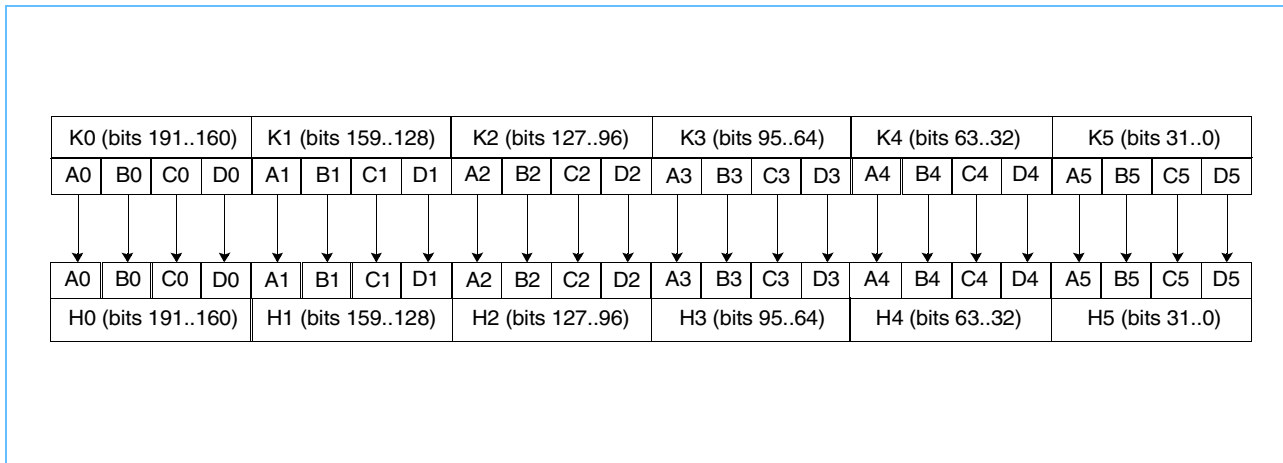 K0 (bits 191..160) K1 (bits 159..128) K2 (bits 127..96) K3 (bits 95..64) K4 (bits 63..32) K5 (bits 31..0)
A0 B0 C0 D0 A1 B1 C1 D1 A2 B2 C2 D2 A3 B3 C3 D3 A4 B4 C4 D4 A5 B5 C5 D5
A0 B0 C0 D0 A1 B1 C1 D1 A2 B2 C2 D2 A3 B3 C3 D3 A4 B4 C4 D4 A5 B5 C5 D5
H0 (bits 191..160) H1 (bits 159..128) H2 (bits 127..96) H3 (bits 95..64) H4 (bits 63..32) H5 (bits 31..0)